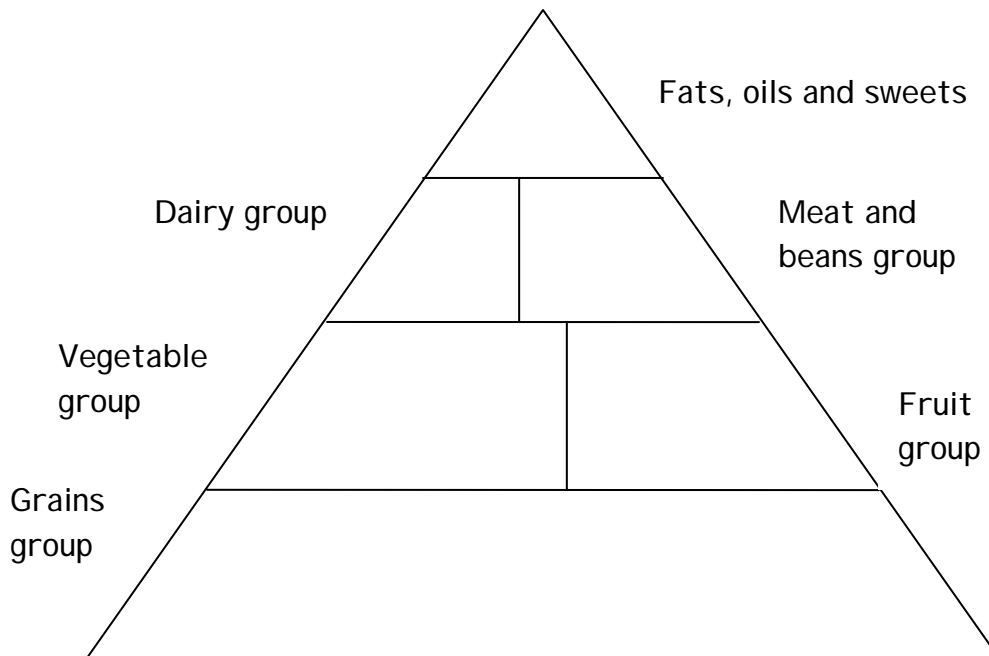 Fats, oils and sweets
Dairy group
Meat and
beans group
Vegetable
group
Fruit
group
Grains
group